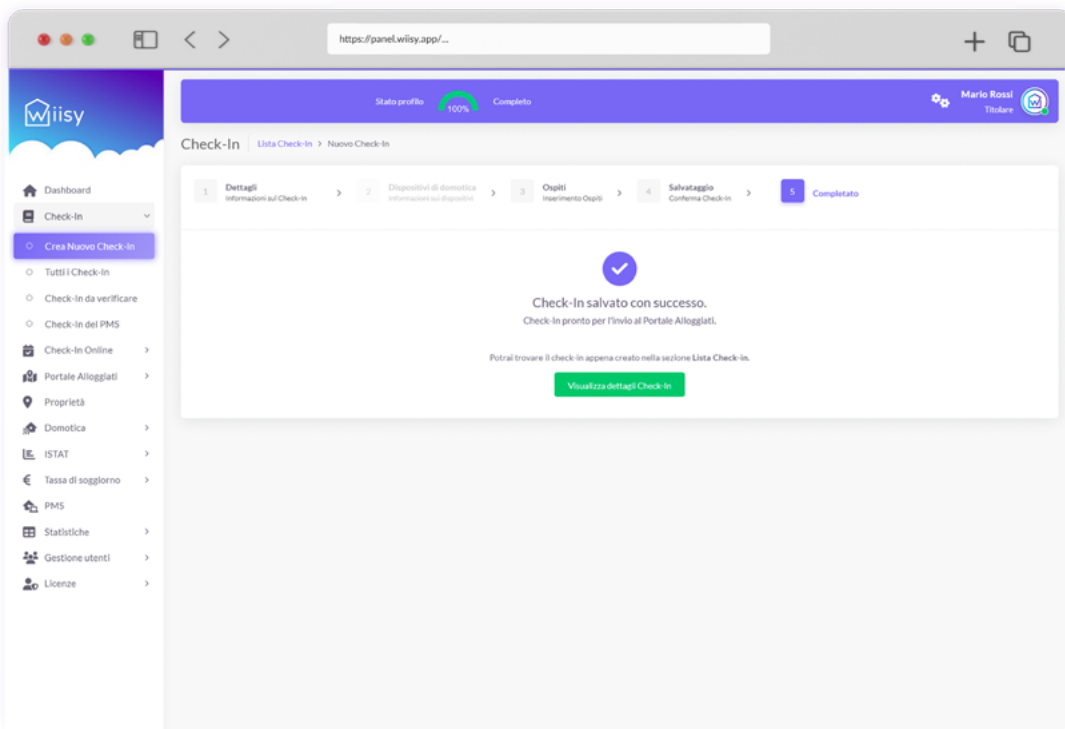 https://panel.wiisy.app/...
wiisy
Stato profilo 100% Completo
Mario Rossi
Titolare
Check-In Lista Check-In > Nuovo Check-In
Dashboard
Check-In
Crea Nuovo Check-In
Tutti i Check-In
Check-In da verificare
Check-In del PMS
Check-In Online
Portale Alloggiati
Proprietà
Domotica
ISTAT
Tassa di soggiorno
PMS
Statistiche
Gestione utenti
Licenze
1 Dettagli
Informazioni sul Check-In
2 Dispositivi di domotica
Informazioni sui dispositivi
3 Ospiti
Inserimento Ospiti
4 Salvataggio
Conferma Check-In
5 Completato
Check-In salvato con successo.
Check-In pronto per l'invio al Portale Alloggiati.
Potrai trovare il check-in appena creato nella sezione Lista Check-in.
Visualizza dettagli Check-In